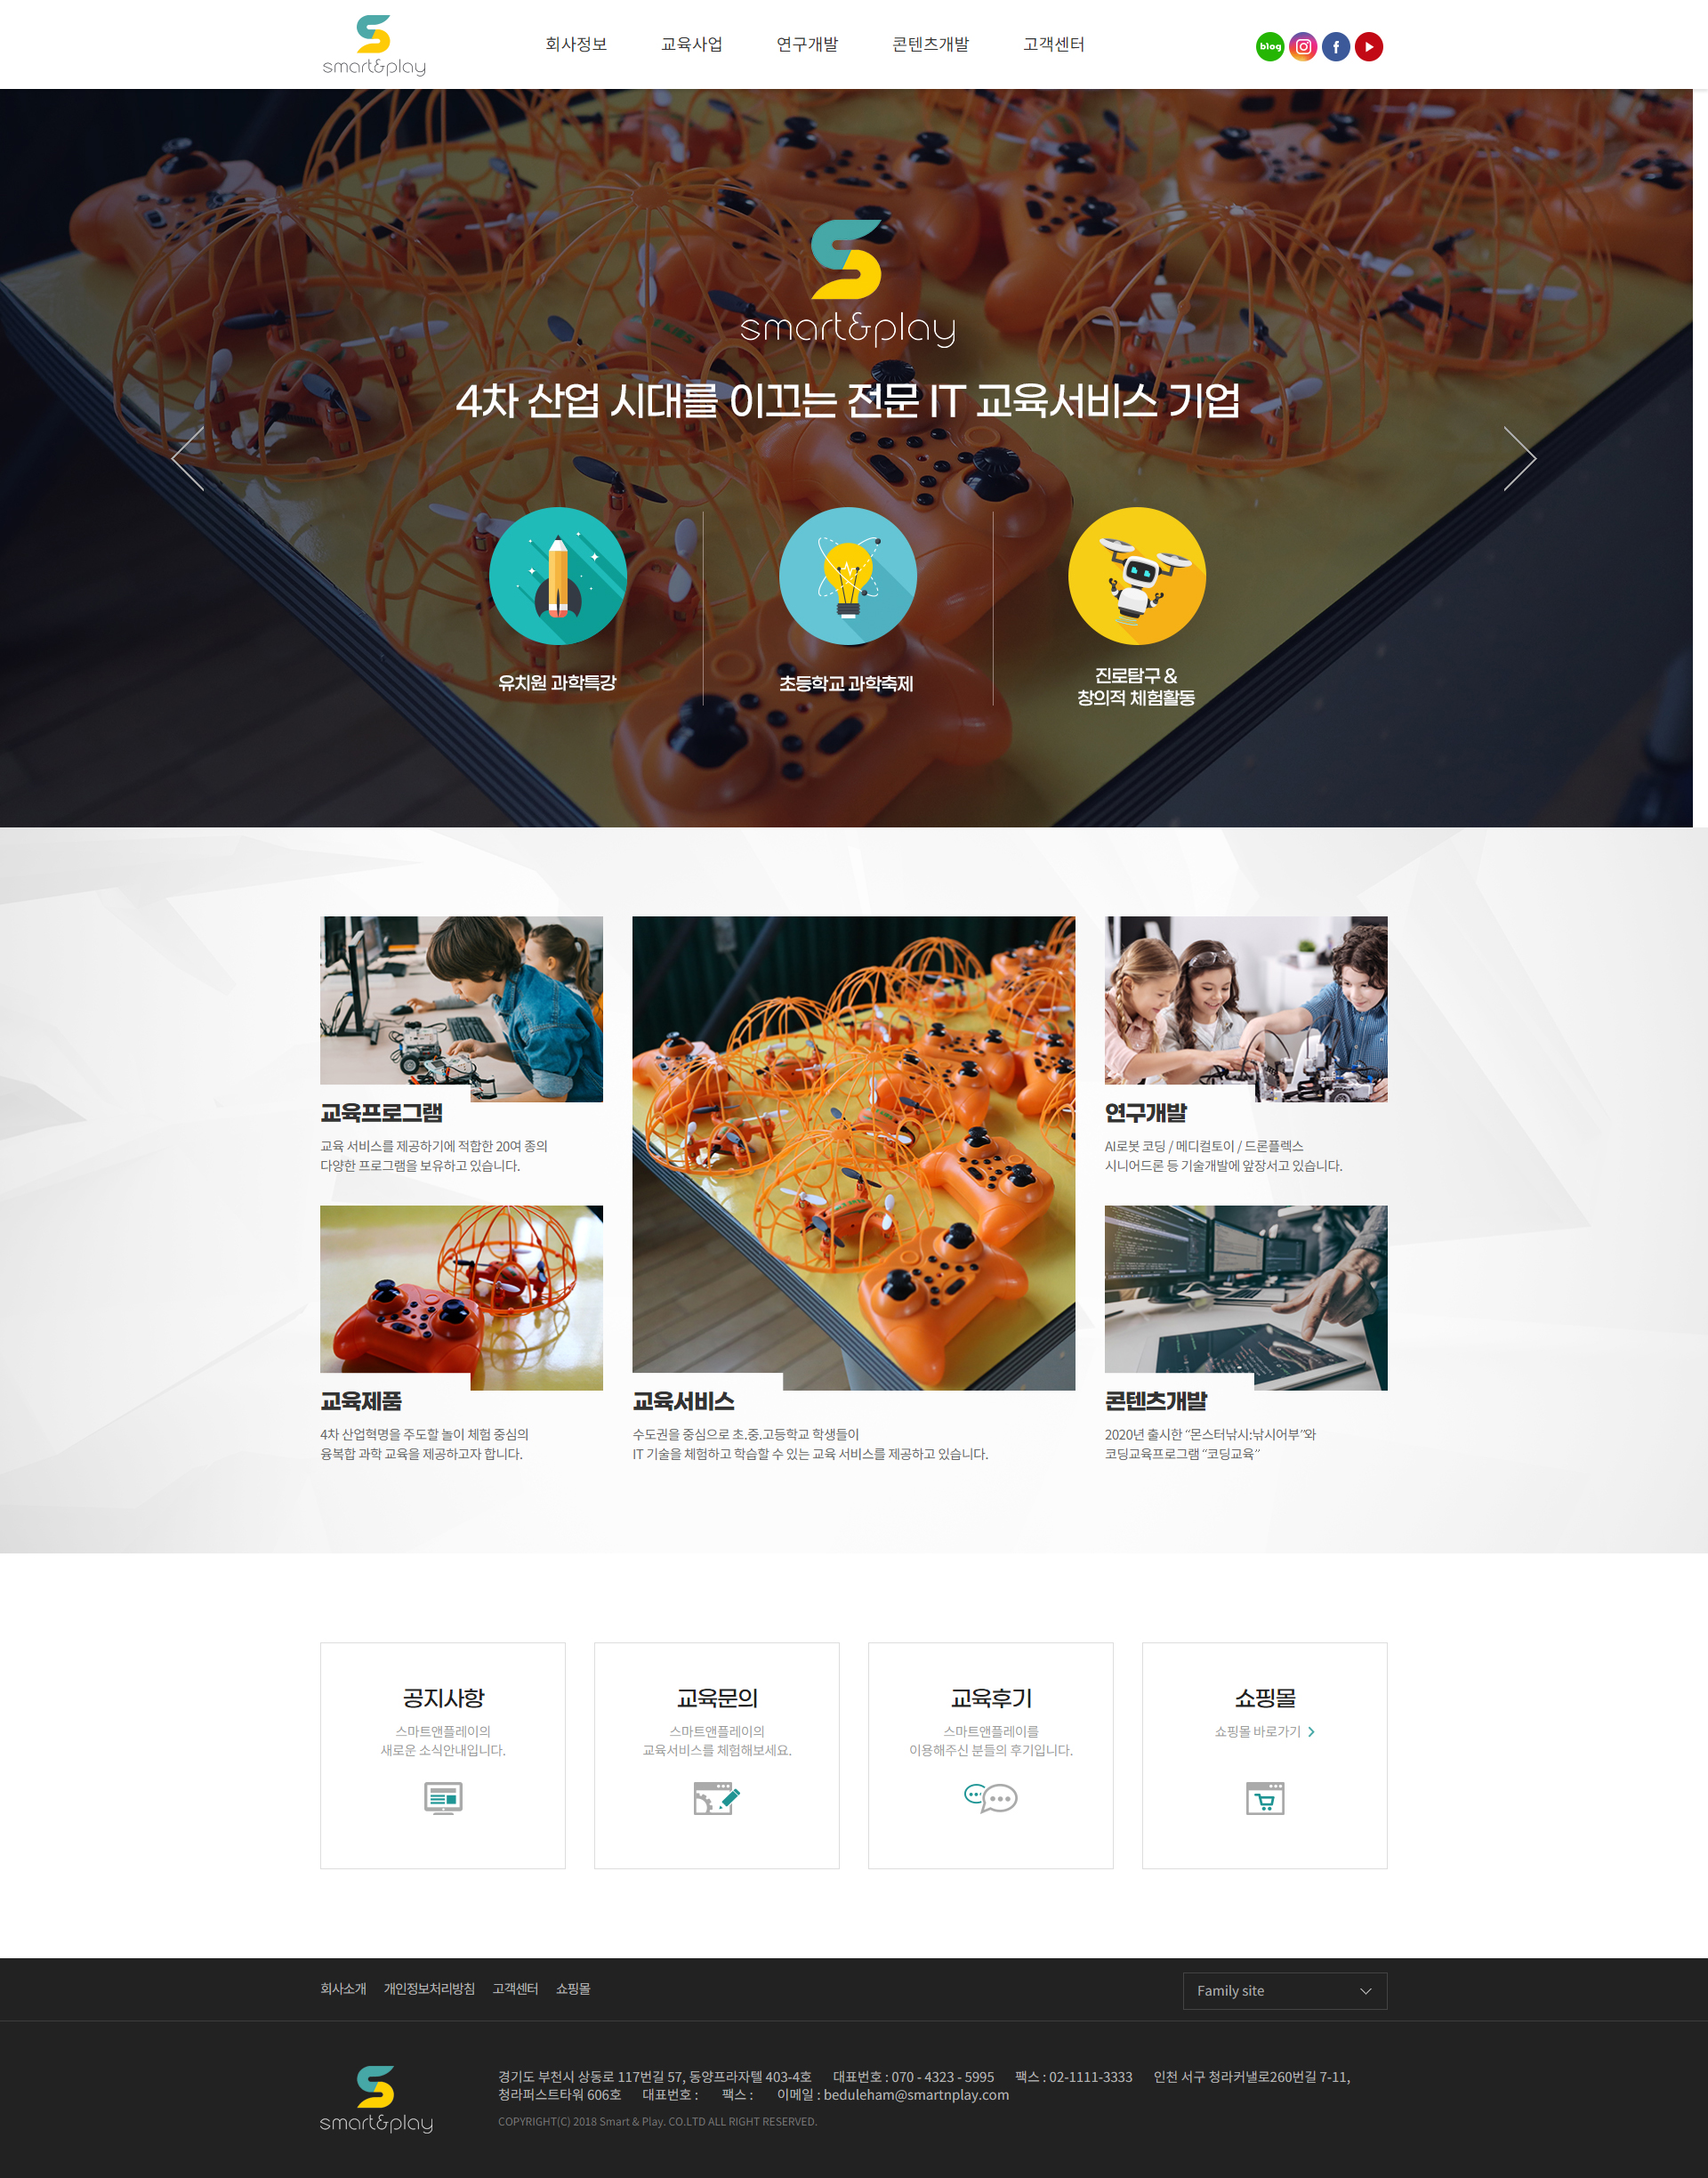 smart&play
회사정보
교육사업
연구개발
콘텐츠개발
고객센터
blog
smart&play
4차 산업 시대를 이끄는 전문 IT 교육서비스 기업
유치원 과학특강
초등학교 과학축제
진로탐구 &
창의적 체험활동
교육프로그램
교육 서비스를 제공하기에 적합한 20여 종의
다양한 프로그램을 보유하고 있습니다.
교육제품
4차 산업혁명을 주도할 놀이 체험 중심의
융복합 과학 교육을 제공하고자 합니다.
교육서비스
수도권을 중심으로 초.중.고등학교 학생들이
IT 기술을 체험하고 학습할 수 있는 교육 서비스를 제공하고 있습니다.
연구개발
AI로봇 코딩 / 메디컬토이 / 드론플렉스
시니어드론 등 기술개발에 앞장서고 있습니다.
콘텐츠개발
2020년 출시한 “몬스터낚시:낚시어부”와
코딩교육프로그램 “코딩교육”
공지사항
스마트앤플레이의
새로운 소식안내입니다.
교육문의
스마트앤플레이의
교육서비스를 체험해보세요.
교육후기
스마트앤플레이를
이용해주신 분들의 후기입니다.
쇼핑몰
쇼핑몰 바로가기
회사소개
개인정보처리방침
고객센터
쇼핑몰
Family site
smart&play
경기도 부천시 상동로 117번길 57, 동양프라자텔 403-4호 대표번호 : 070 - 4323 - 5995 팩스 : 02-1111-3333 인천 서구 청라커낼로260번길 7-11,
청라퍼스트타워 606호 대표번호 : 팩스 : 이메일 : beduleham@smartnplay.com
COPYRIGHT(C) 2018 Smart & Play. CO.LTD ALL RIGHT RESERVED.